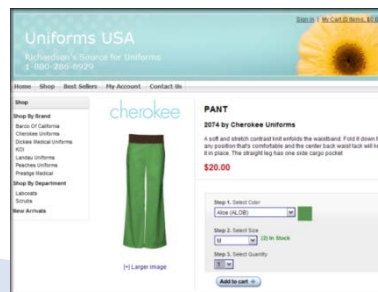 Sign in | My Cart (0 items, $0.0
Uniforms USA
Richardson's Source for Uniforms
1-800-286-8929
Home Shop Best Sellers My Account Contact Us
Shop
Shop By Brand
Barco Of California
Cherokee Uniforms
Dickies Medical Uniforms
KOI
Landau Uniforms
Peaches Uniforms
Prestige Medical
Shop By Department
Labcoats
Scrubs
New Arrivals
cherokee
[+] Larger image
PANT
2074 by Cherokee Uniforms
A soft and stretch contrast knit enfolds the waistband. Fold it down t
any position that's comfortable and the center back waist tack will k
it in place. The straight leg has one side cargo pocket
$20.00
Step 1. Select Color
Aloe (ALOB)
Step 2. Select Size
M
(2) In Stock
Step 3. Select Quantity
1
Add to cart +